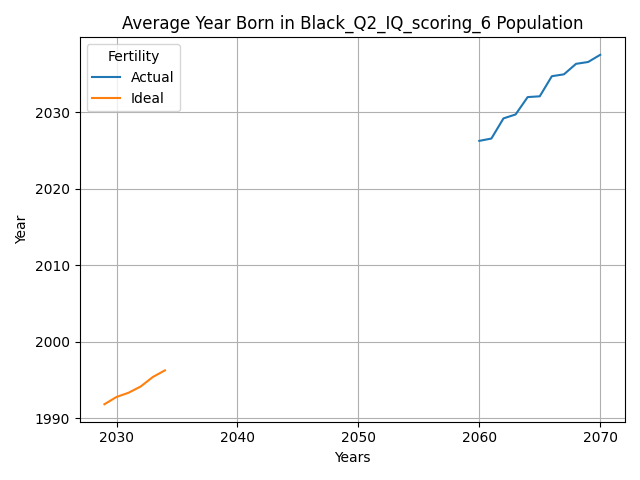 Average Year Born in Black_Q2_IQ_scoring_6 Population
Fertility
Actual
Ideal
Year
2030
2020
2010
2000
1990
2030 2040 2050 2060 2070
Years